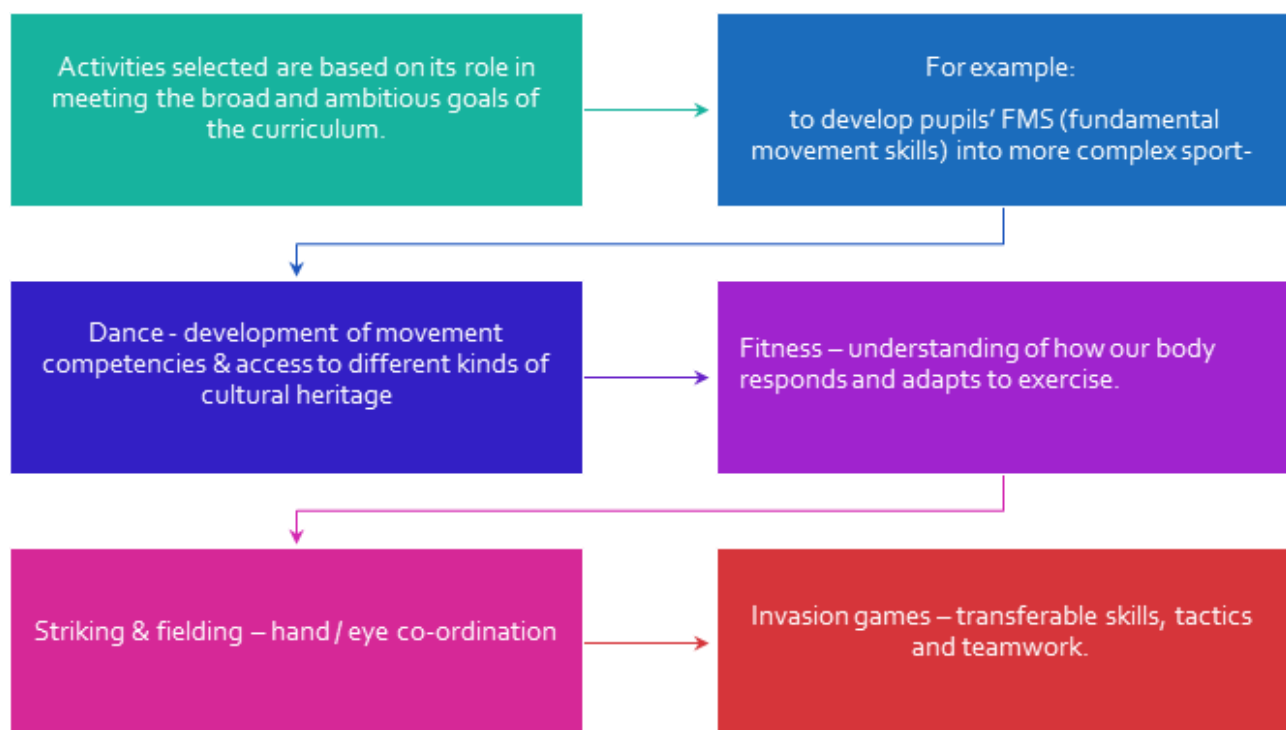 Activities selected are based on its role in
meeting the broad and ambitious goals of
the curriculum.
For example:
to develop pupils’ FMS (fundamental
movement skills) into more complex sport-
Dance - development of movement
competencies & access to different kinds of
cultural heritage
Fitness – understanding of how our body
responds and adapts to exercise.
Striking & fielding – hand / eye co-ordination
Invasion games – transferable skills, tactics
and teamwork.